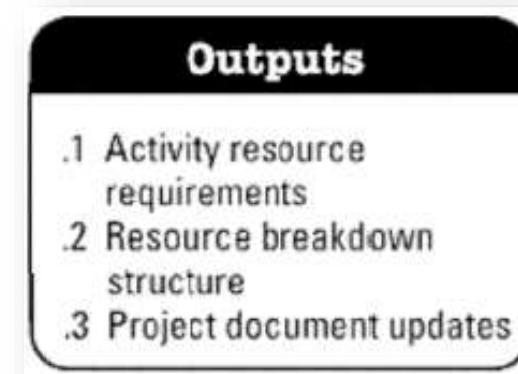 Outputs
.1 Activity resource
requirements
.2 Resource breakdown
structure
.3 Project document updates